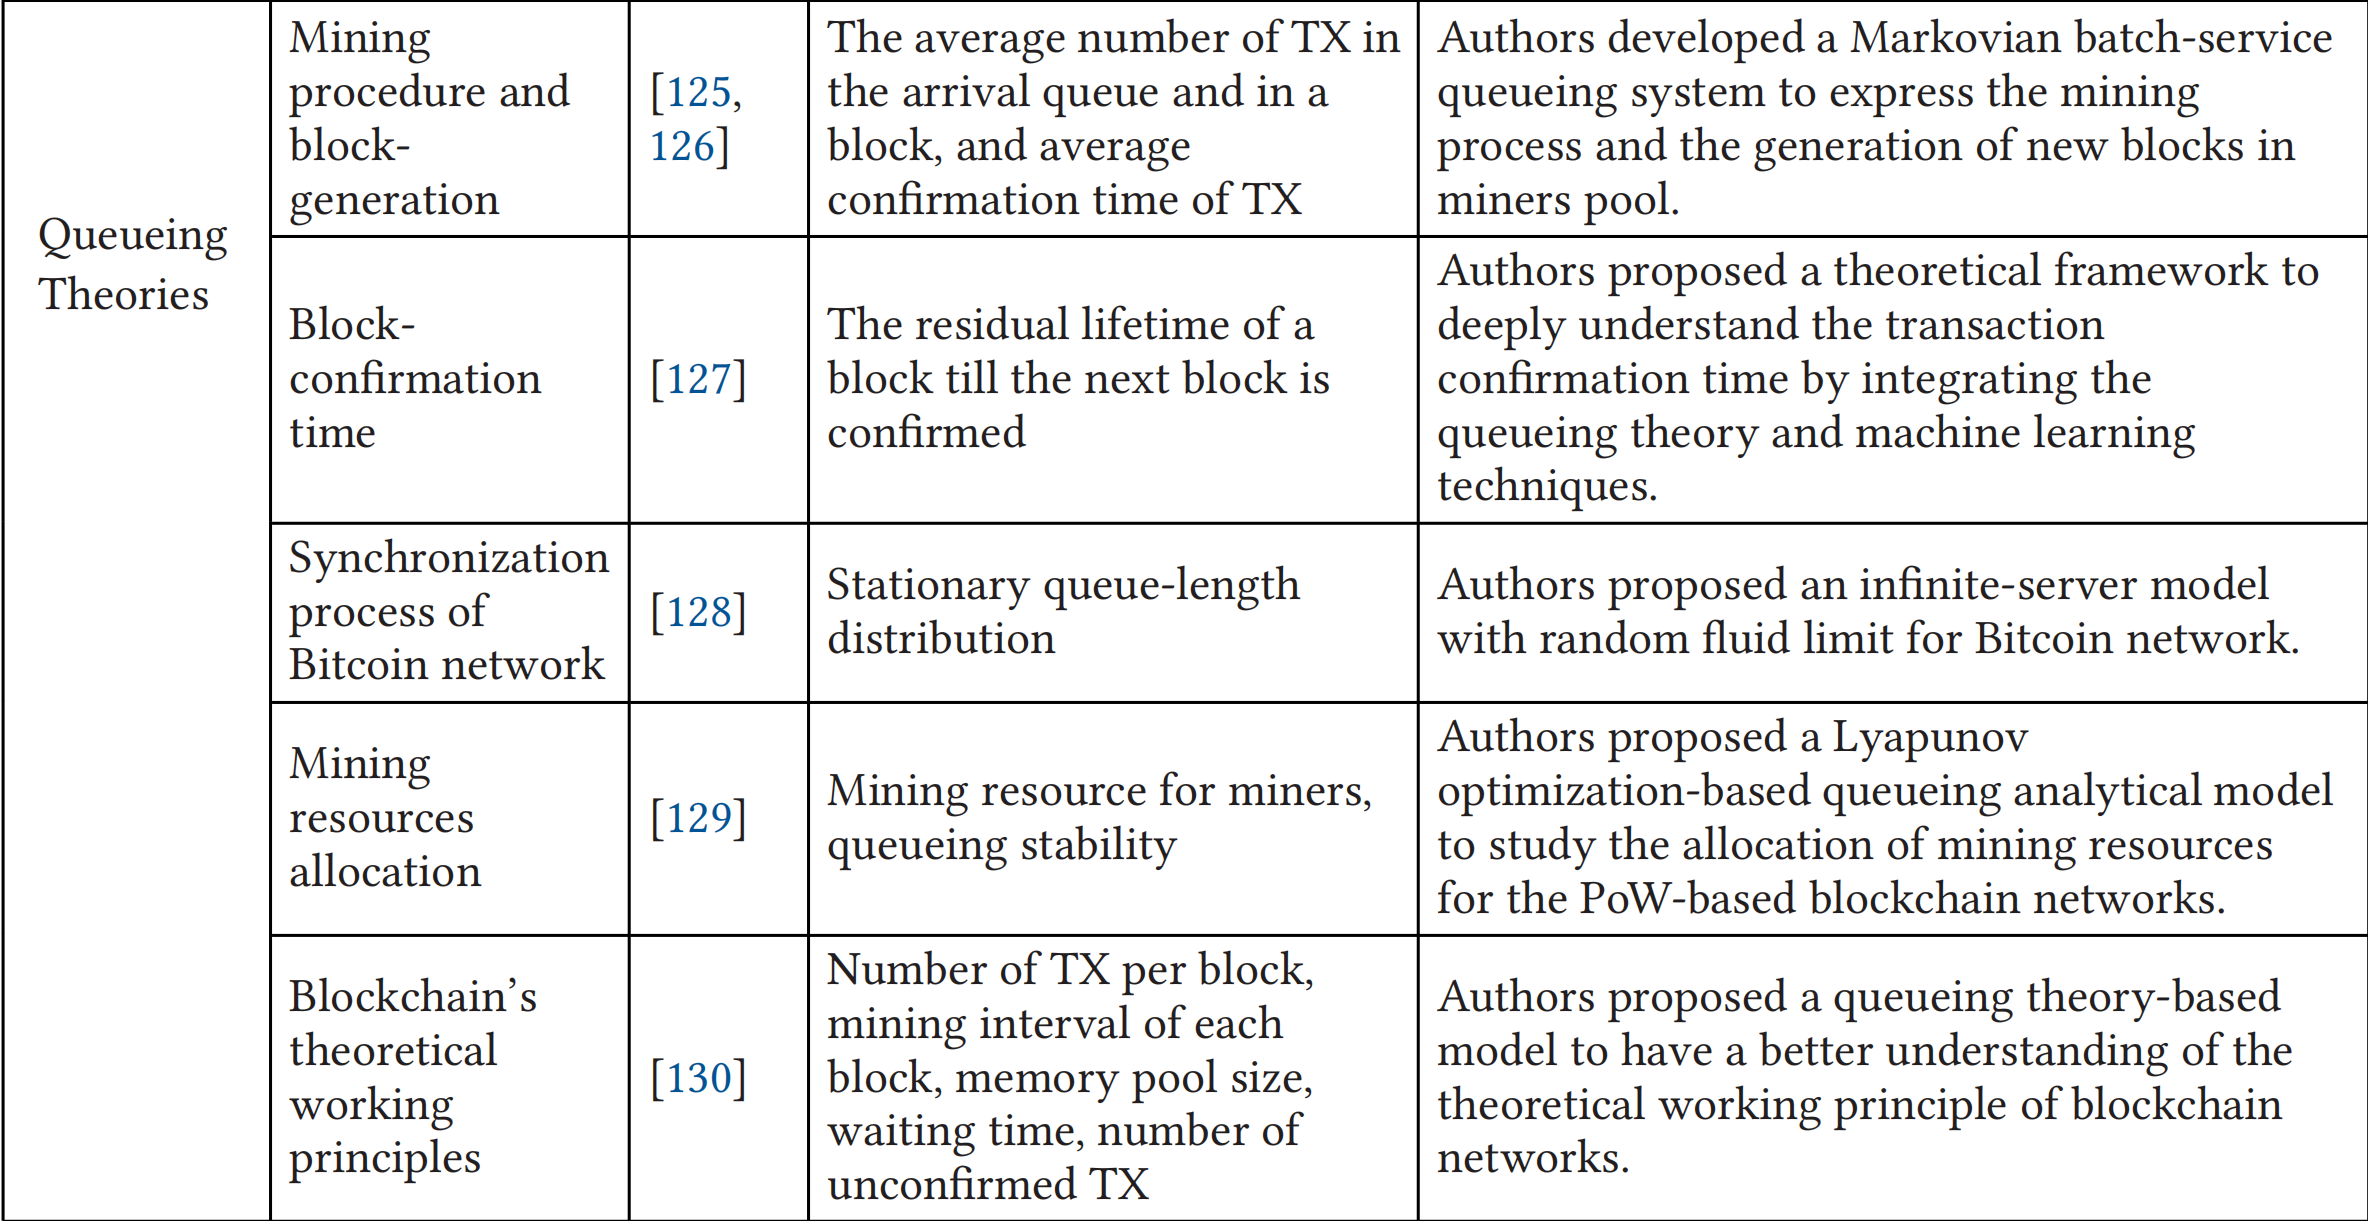 Queueing
Theories
Mining
procedure and
block-
generation
[125,
126]
The average number of TX in
the arrival queue and in a
block, and average
confirmation time of TX
Authors developed a Markovian batch-service
queueing system to express the mining
process and the generation of new blocks in
miners pool.
Block-
confirmation
time
[127]
The residual lifetime of a
block till the next block is
confirmed
Authors proposed a theoretical framework to
deeply understand the transaction
confirmation time by integrating the
queueing theory and machine learning
techniques.
Synchronization
process of
Bitcoin network
[128]
Stationary queue-length
distribution
Authors proposed an infinite-server model
with random fluid limit for Bitcoin network.
Mining
resources
allocation
[129]
Mining resource for miners,
queueing stability
Authors proposed a Lyapunov
optimization-based queueing analytical model
to study the allocation of mining resources
for the PoW-based blockchain networks.
Blockchain’s
theoretical
working
principles
[130]
Number of TX per block,
mining interval of each
block, memory pool size,
waiting time, number of
unconfirmed TX
Authors proposed a queueing theory-based
model to have a better understanding of the
theoretical working principle of blockchain
networks.